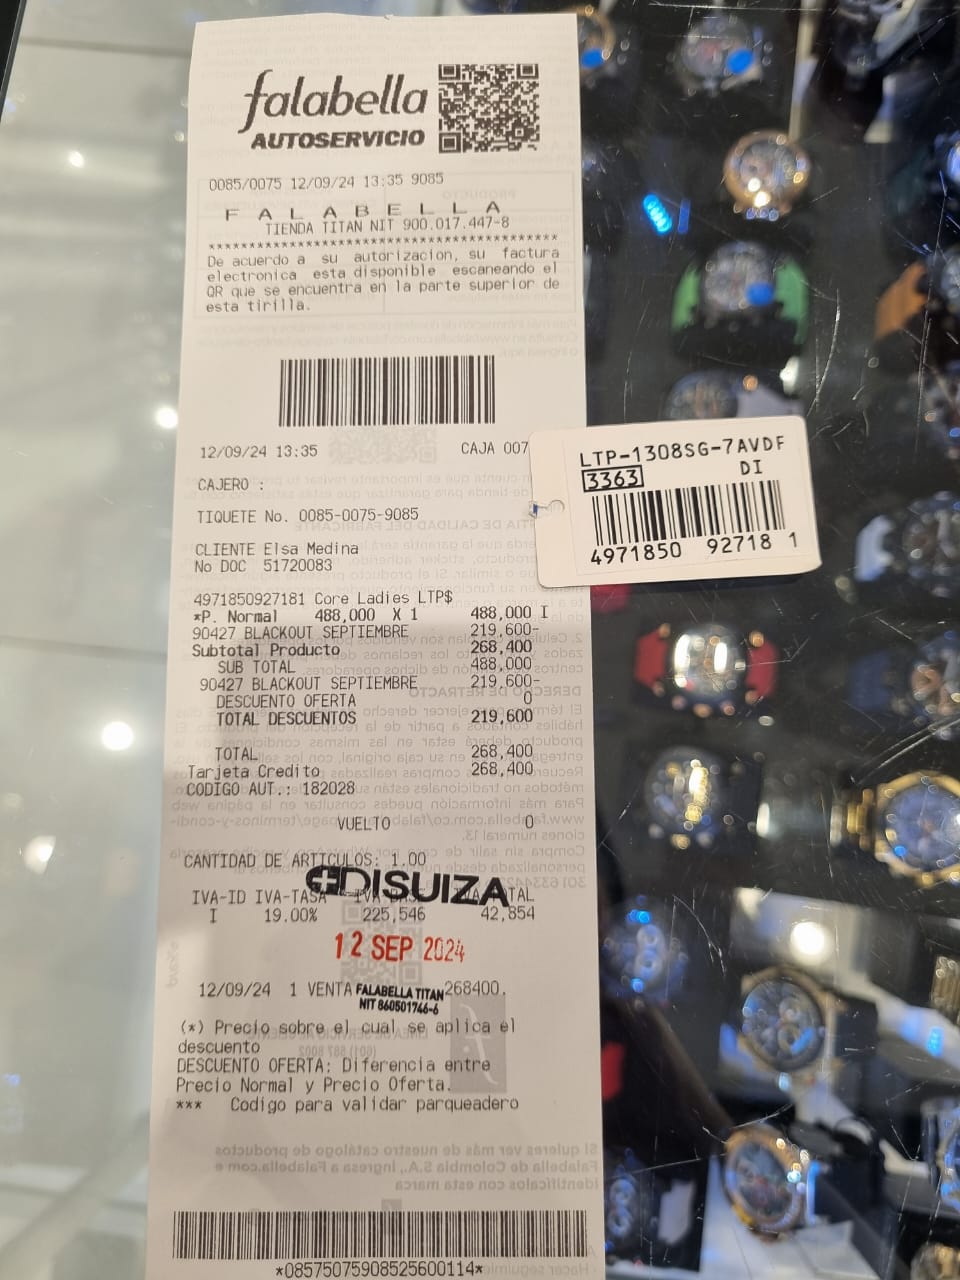 falabella
AUTOSERVICIO
0085/0075 12/09/24 13:35 9085
F A L A B E L L A
TIENDA TITAN NIT 900.017.447-8
******************************************
De acuerdo a su autorizacion, su factura
electronica esta disponible escaneando el
QR que se encuentra en la parte superior de
esta tirilla.
12/09/24 13:35 CAJA 007
CAJERO :
TIQUETE No. 0085-0075-9085
CLIENTE Elsa Medina
No DOC 51720083
4971850927181 Core Ladies LTP$
*P. Normal 488,000 X 1 488,000 I
90427 BLACKOUT SEPTIEMBRE 219,600-
Subtotal Producto 268,400
SUB TOTAL 488,000
90427 BLACKOUT SEPTIEMBRE 219,600-
DESCUENTO OFERTA 0
TOTAL DESCUENTOS 219,600
TOTAL 268,400
Tarjeta Credito 268,400
CODIGO AUT.: 182028
VUELTO 0
CANTIDAD DE ARTICULOS: 1.00
DISUIZA
IVA-ID IVA-TASA IVA-BASE IVA-TOTAL
I 19.00% 225,546 42,854
12 SEP 2024
12/09/24 1 VENTA 268400.
FALABELLA TITAN
NIT 860501746-6
(*) Precio sobre el cual se aplica el
descuento
DESCUENTO OFERTA: Diferencia entre
Precio Normal y Precio Oferta.
*** Codigo para validar parqueadero
*08575075908525600114*
LTP-1308SG-7AVDF
3363 DI
4971850 92718 1